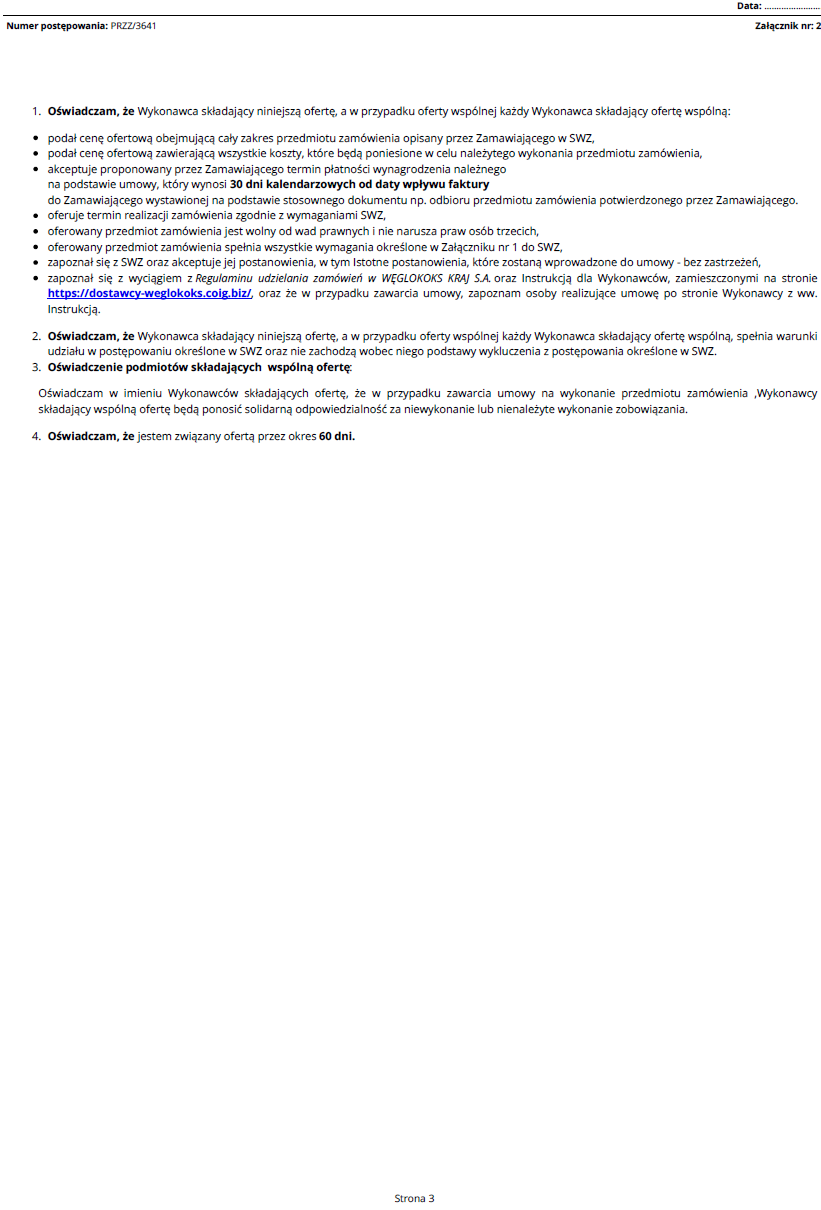 Data: ......................
Numer postępowania: PRZZ/3641
Załącznik nr: 2
1. Oświadczam, że Wykonawca składający niniejszą ofertę, a w przypadku oferty wspólnej każdy Wykonawca składający ofertę wspólną:
• podał cenę ofertową obejmującą cały zakres przedmiotu zamówienia opisany przez Zamawiającego w SWZ,
• podał cenę ofertową zawierającą wszystkie koszty, które będą poniesione w celu należytego wykonania przedmiotu zamówienia,
• akceptuje proponowany przez Zamawiającego termin płatności wynagrodzenia należnego
na podstawie umowy, który wynosi 30 dni kalendarzowych od daty wpływu faktury
do Zamawiającego wystawionej na podstawie stosownego dokumentu np. odbioru przedmiotu zamówienia potwierdzonego przez Zamawiającego.
• oferuje termin realizacji zamówienia zgodnie z wymaganiami SWZ,
• oferowany przedmiot zamówienia jest wolny od wad prawnych i nie narusza praw osób trzecich,
• oferowany przedmiot zamówienia spełnia wszystkie wymagania określone w Załączniku nr 1 do SWZ,
• zapoznał się z SWZ oraz akceptuje jej postanowienia, w tym Istotne postanowienia, które zostaną wprowadzone do umowy - bez zastrzeżeń,
• zapoznał się z wyciągiem z Regulaminu udzielania zamówień w WĘGLOKOKS KRAJ S.A. oraz Instrukcją dla Wykonawców, zamieszczonymi na stronie
https://dostawcy-weglokoks.coig.biz/, oraz że w przypadku zawarcia umowy, zapoznam osoby realizujące umowę po stronie Wykonawcy z ww.
Instrukcją.
2. Oświadczam, że Wykonawca składający niniejszą ofertę, a w przypadku oferty wspólnej każdy Wykonawca składający ofertę wspólną, spełnia warunki
udziału w postępowaniu określone w SWZ oraz nie zachodzą wobec niego podstawy wykluczenia z postępowania określone w SWZ.
3. Oświadczenie podmiotów składających  wspólną ofertę:
Oświadczam w imieniu Wykonawców składających ofertę, że w przypadku zawarcia umowy na wykonanie przedmiotu zamówienia ,Wykonawcy
składający wspólną ofertę będą ponosić solidarną odpowiedzialność za niewykonanie lub nienależyte wykonanie zobowiązania.
4. Oświadczam, że jestem związany ofertą przez okres 60 dni.
Strona 3